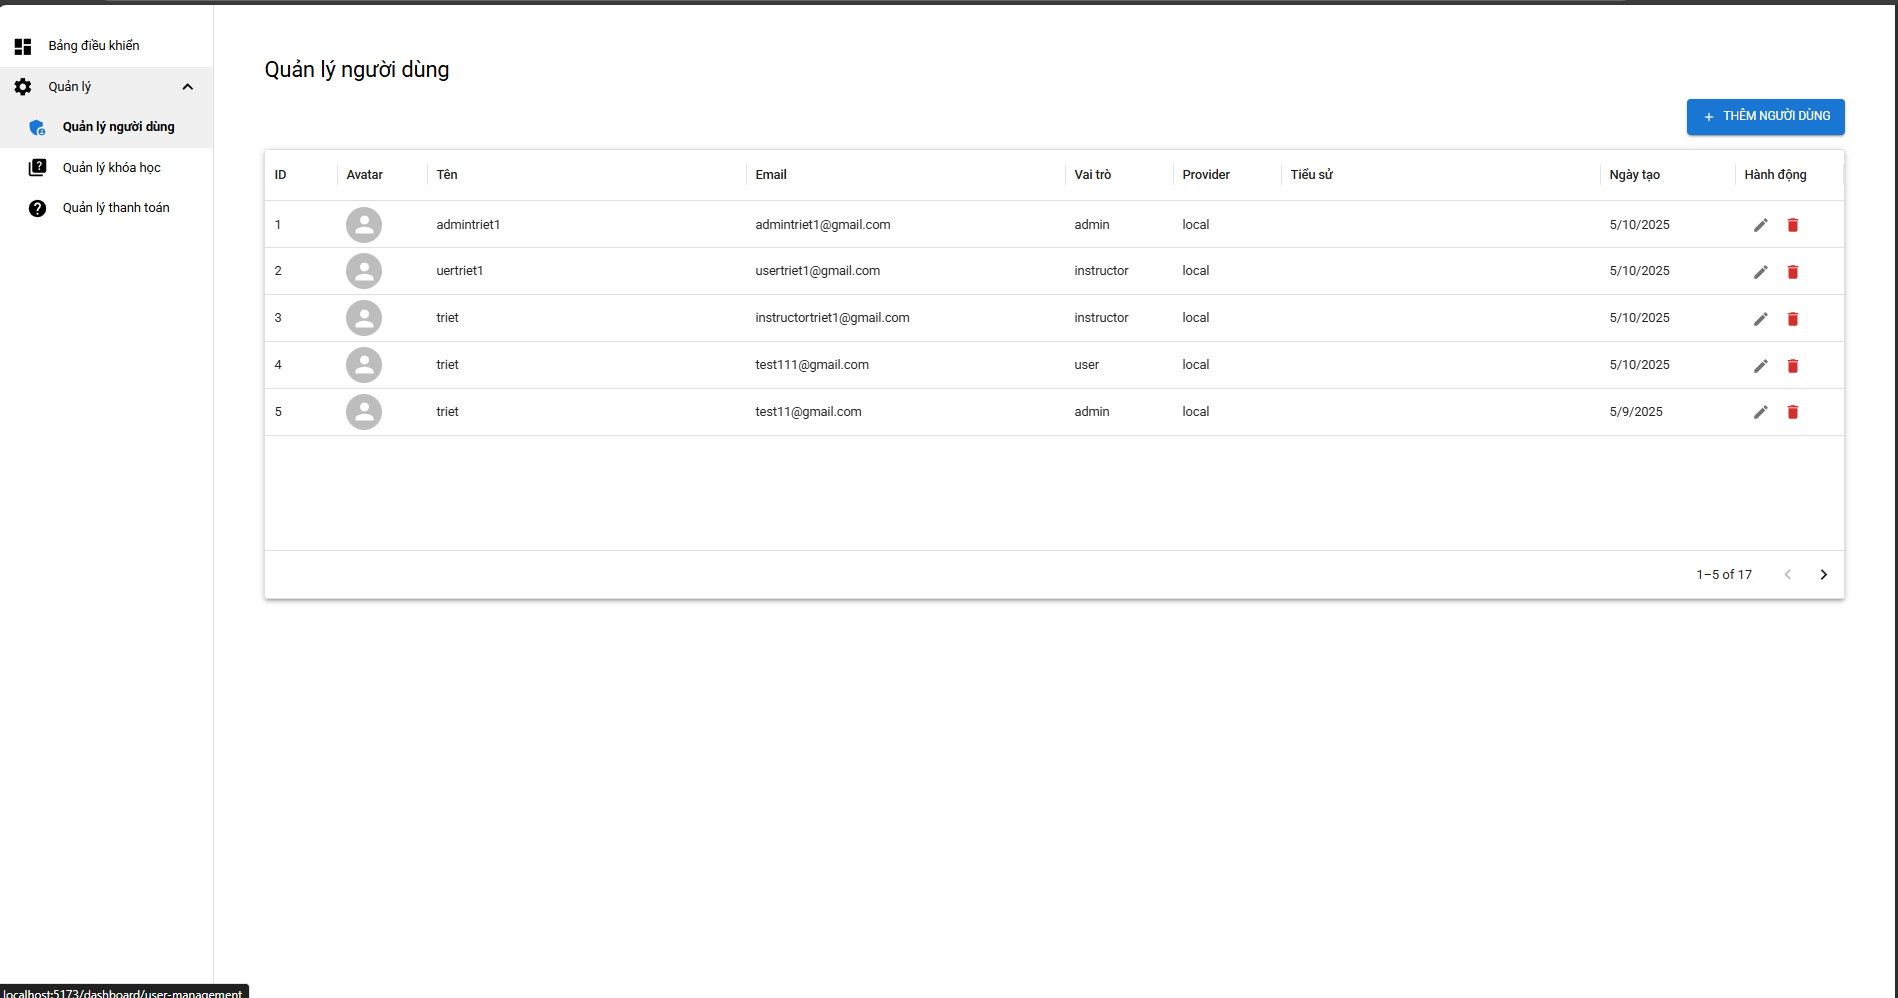 Bảng điều khiển
Quản lý
Quản lý người dùng
Quản lý khóa học
Quản lý thanh toán
Quản lý người dùng
+ THÊM NGƯỜI DÙNG
ID Avatar Tên Email Vai trò Provider Tiểu sử Ngày tạo Hành động
1 admintriet1 admintriet1@gmail.com admin local 5/10/2025
2 uertriet1 usertriet1@gmail.com instructor local 5/10/2025
3 triet instructortriet1@gmail.com instructor local 5/10/2025
4 triet test111@gmail.com user local 5/10/2025
5 triet test11@gmail.com admin local 5/9/2025
1–5 of 17
localhost:5173/dashboard/user-management